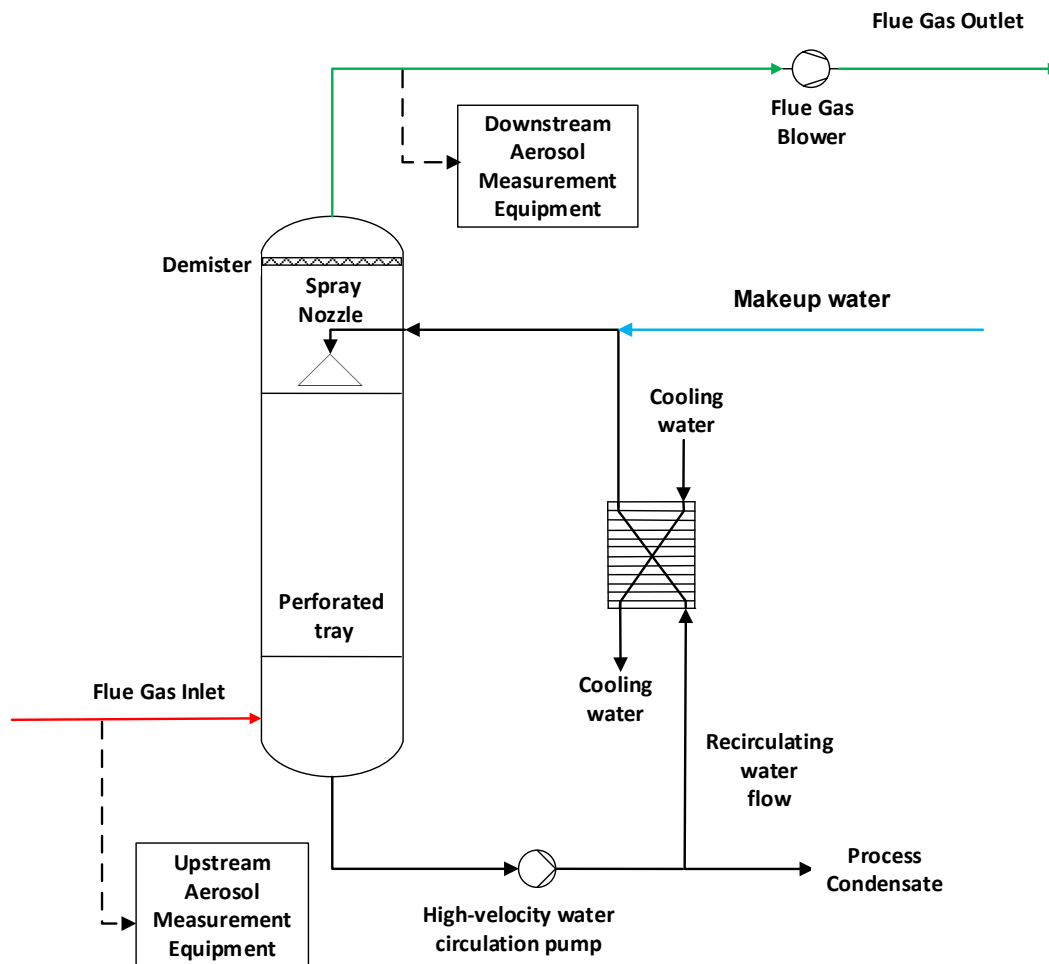 Flue Gas Outlet
Flue Gas
Blower
Downstream
Aerosol
Measurement
Equipment
Demister
Spray
Nozzle
Makeup water
Cooling
water
Perforated
tray
Flue Gas Inlet
Cooling
water
Recirculating
water
flow
Upstream
Aerosol
Measurement
Equipment
High-velocity water
circulation pump
Process
Condensate